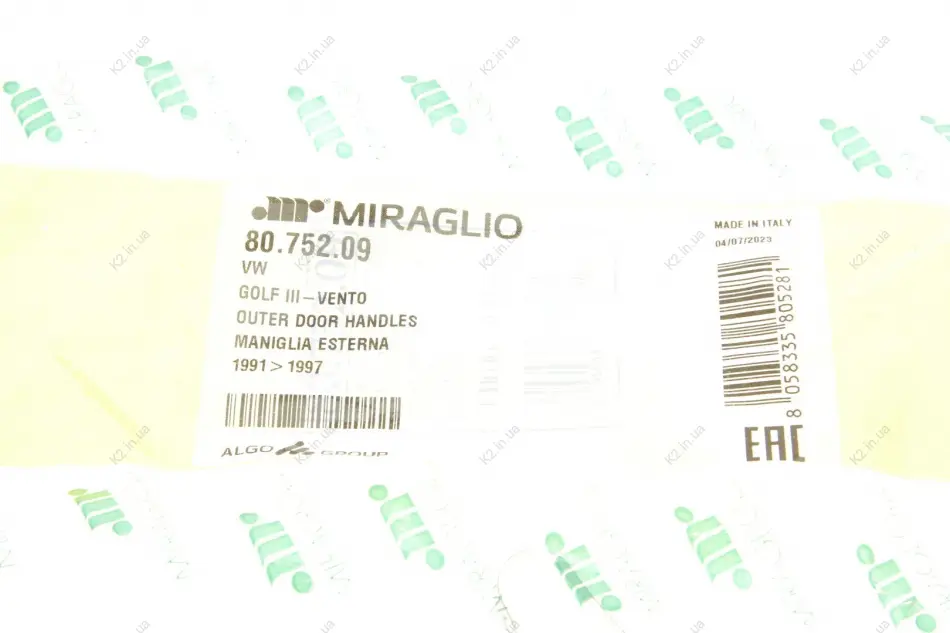 MIRAGLIO
80.752.09
VW
GOLF III – VENTO
OUTER DOOR HANDLES
MANIGLIA ESTERNA
1991 > 1997
ALGO GROUP
MADE IN ITALY
04/07/2023
8 058335 805281
EAC
K2.in.ua